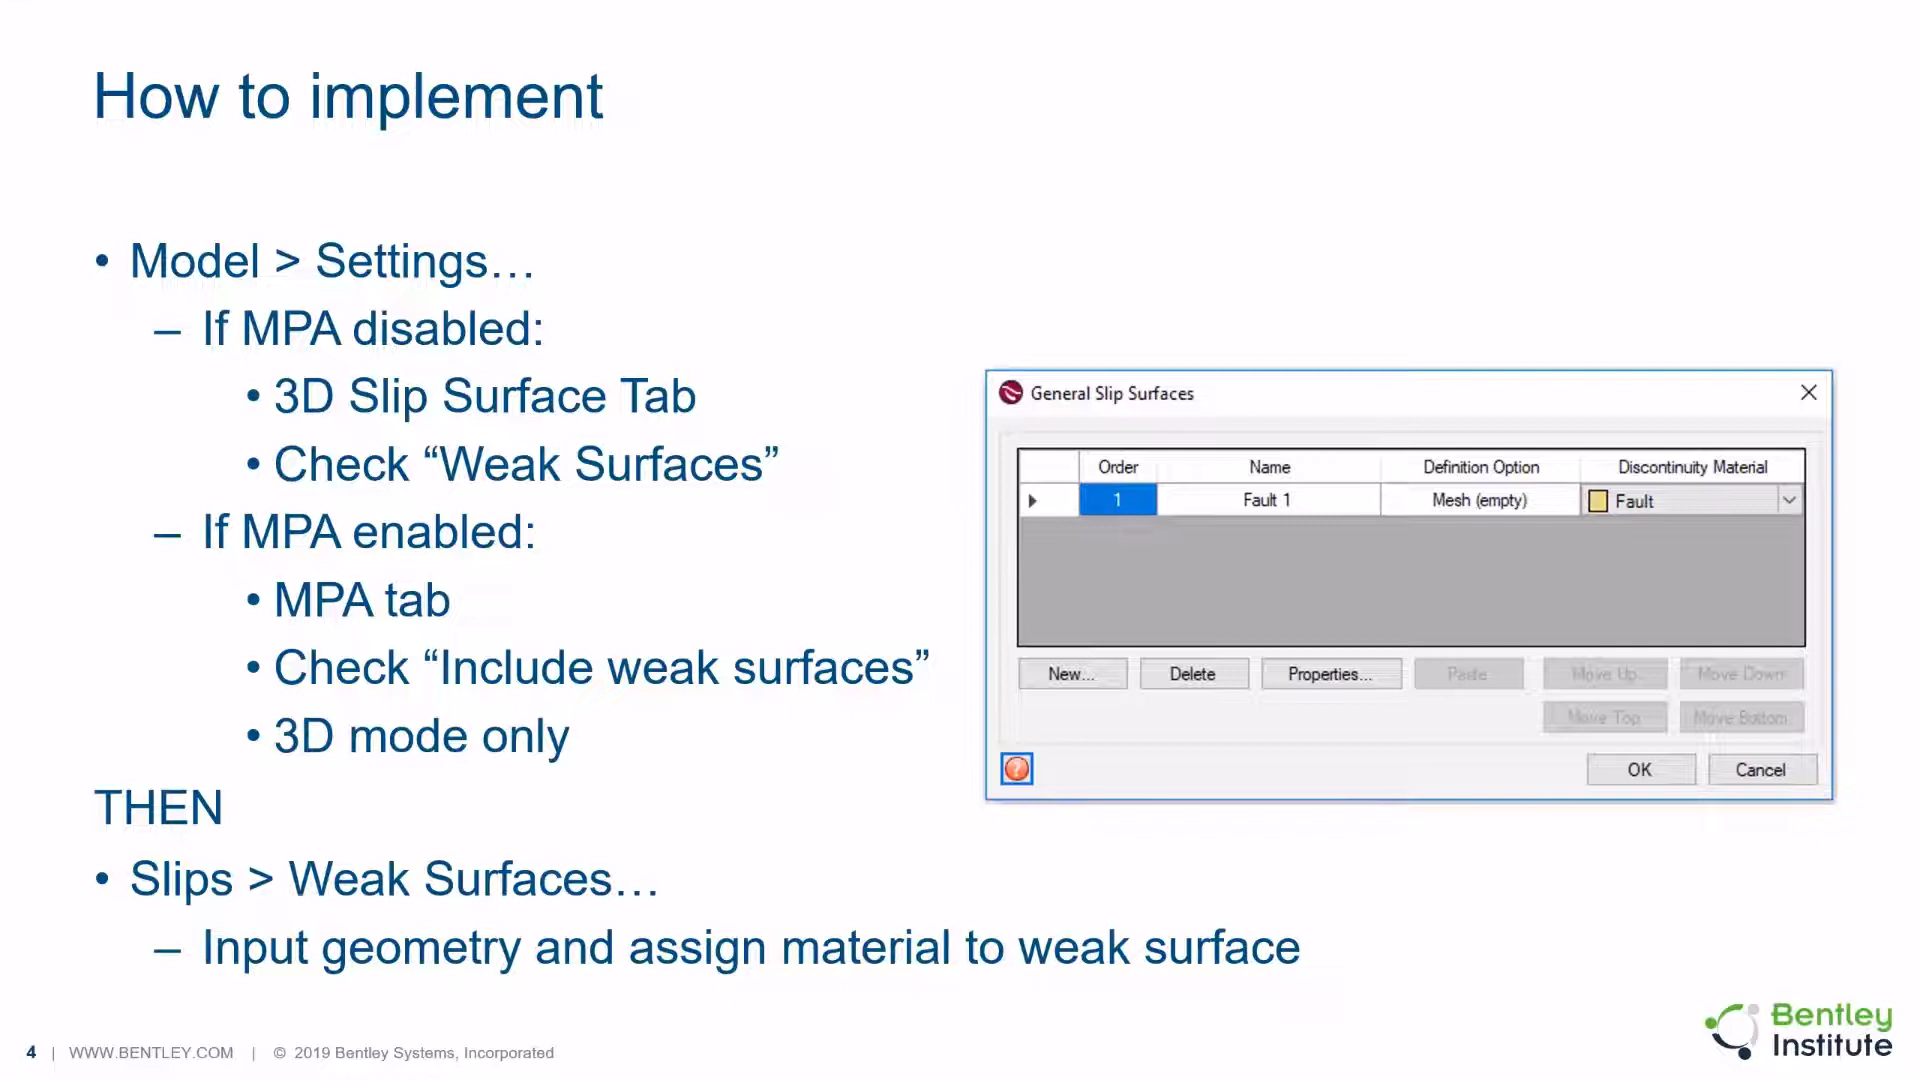 How to implement
• Model > Settings…
– If MPA disabled:
• 3D Slip Surface Tab
• Check “Weak Surfaces”
– If MPA enabled:
• MPA tab
• Check “Include weak surfaces”
• 3D mode only
THEN
• Slips > Weak Surfaces…
– Input geometry and assign material to weak surface
General Slip Surfaces
Order Name Definition Option Discontinuity Material
1 Fault 1 Mesh (empty) Fault
New... Delete Properties... Paste Move Up Move Down
Move Top Move Bottom
? OK Cancel
4 | WWW.BENTLEY.COM | © 2019 Bentley Systems, Incorporated
Bentley
Institute